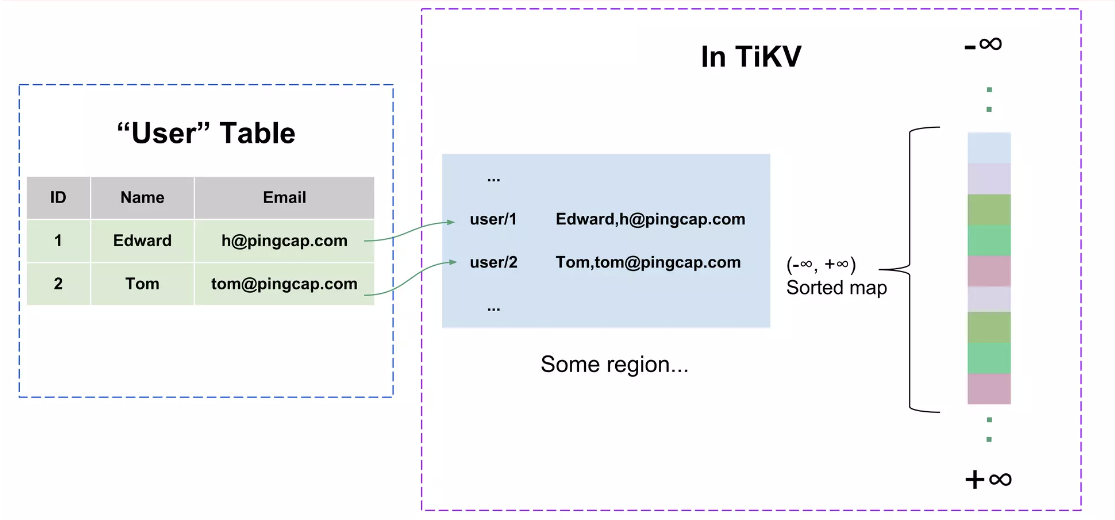 “User” Table
ID Name Email
1 Edward h@pingcap.com
2 Tom tom@pingcap.com
In TiKV
...
user/1 Edward,h@pingcap.com
user/2 Tom,tom@pingcap.com
...
Some region...
(-∞, +∞)
Sorted map
-∞
+∞